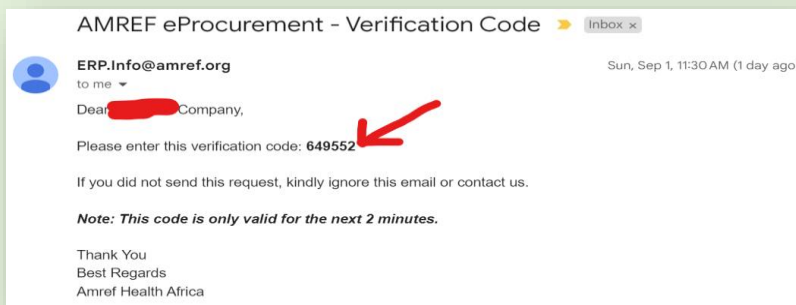 AMREF eProcurement - Verification Code Inbox x
ERP.Info@amref.org Sun, Sep 1, 11:30 AM (1 day ago
to me
Dear Company,
Please enter this verification code: 649552
If you did not send this request, kindly ignore this email or contact us.
Note: This code is only valid for the next 2 minutes.
Thank You
Best Regards
Amref Health Africa